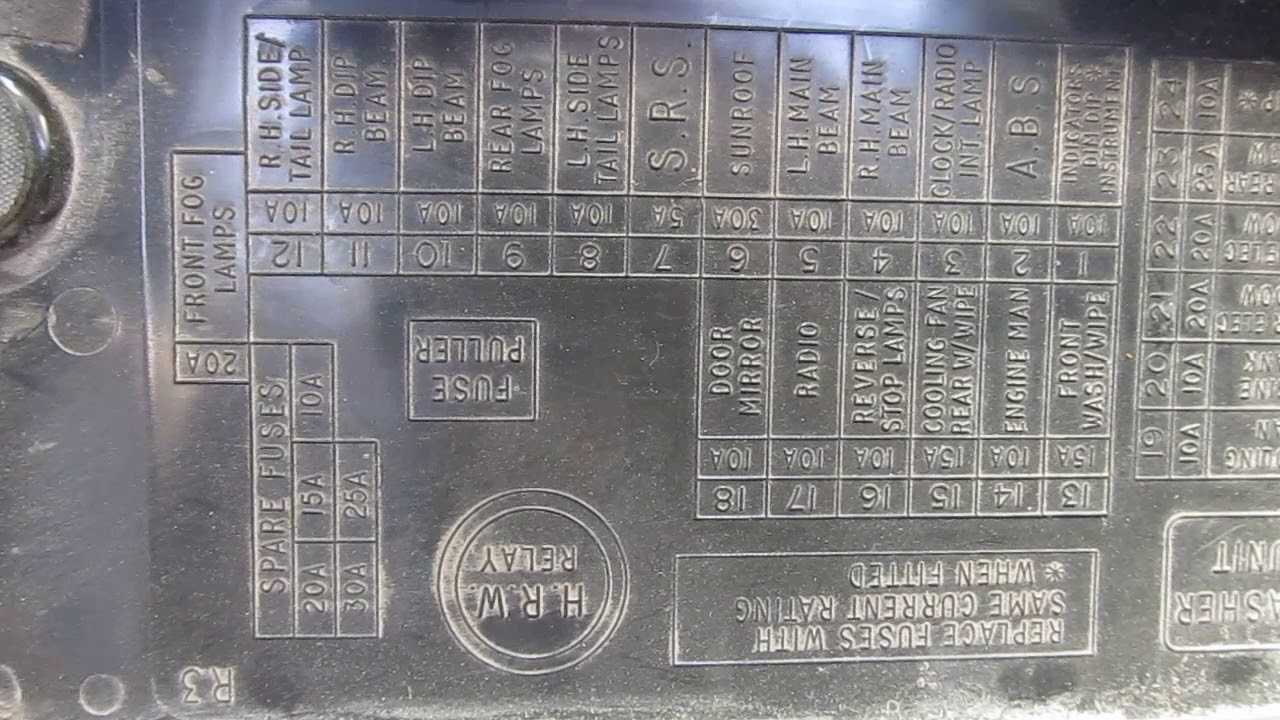 R.H.SIDE/
TAIL LAMP
10A
12
R.H.DIP
BEAM
10A
11
L.H.DIP
BEAM
10A
10
REAR FOG
LAMPS
10A
9
L.H.SIDE
TAIL LAMPS
10A
8
S.R.S.
5A
7
SUNROOF
30A
6
L.H.MAIN
BEAM
10A
5
R.H.MAIN
BEAM
10A
4
CLOCK/RADIO
INT.LAMP
10A
3
A.B.S
10A
2
INDICATORS
DIM DIP *
INSTRUMENT
10A
1
FRONT FOG
LAMPS
20A
SPARE FUSES
10A
15A
20A
25A
30A
FUSE
PULLER
H.R.W.
RELAY
DOOR
MIRROR
10A
18
RADIO
10A
17
REVERSE/
STOP LAMPS
10A
16
COOLING FAN
REAR W/WIPE
15A
15
ENGINE MAN
10A
14
FRONT
WASH/WIPE
15A
13
REPLACE FUSES WITH
SAME CURRENT RATING
* WHEN FITTED
24
10A
23
25A
REAR
22
20A
ELEC
21
20A
ELEC
20
10A
19
10A
UNIT
R3